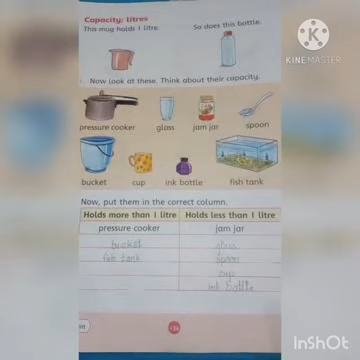 Capacity: litres
This mug holds 1 litre.
So does this bottle.
Now look at these. Think about their capacity.
pressure cooker glass jam jar spoon
bucket cup ink bottle fish tank
Now, put them in the correct column.
Holds more than 1 litre Holds less than 1 litre
pressure cooker jam jar
bucket glass
fish tank spoon
cup
ink bottle
KINEMASTER
InShOt